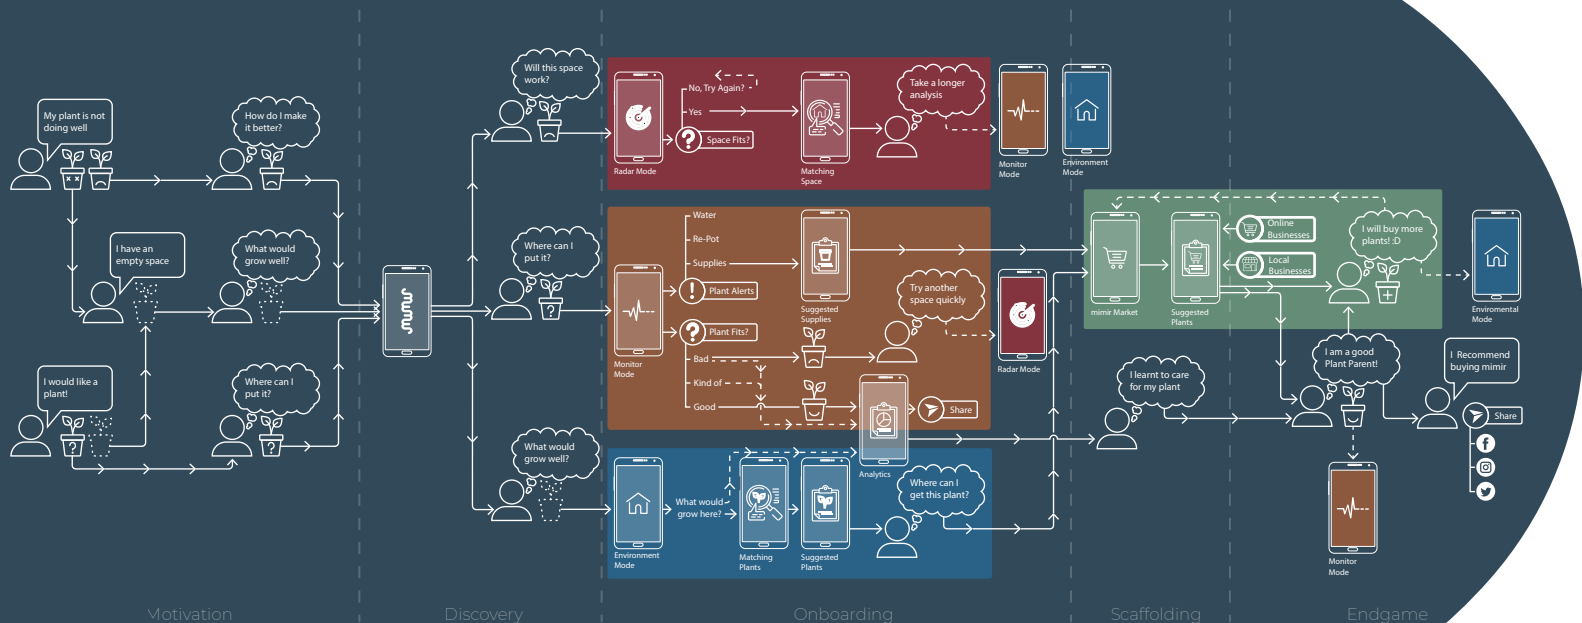 My plant is not
doing well
How do I make
it better?
I have an
empty space
What would
grow well?
I would like a
plant!
Where can I
put it?
Will this space
work?
Where can I
put it?
What would
grow well?
Radar Mode
No, Try Again?
Yes
Space Fits?
Matching
Space
Take a longer
analysis
Monitor
Mode
Environment
Mode
Water
Re-Pot
Supplies
Plant Alerts
Plant Fits?
Monitor
Mode
Bad
Kind of
Good
Suggested
Supplies
Try another
space quickly
Radar Mode
Share
Analytics
Environment
Mode
What would
grow here?
Matching
Plants
Suggested
Plants
Where can I
get this plant?
mimir Market
Suggested
Plants
Online
Businesses
Local
Businesses
I will buy more
plants! :D
Enviromental
Mode
I learnt to care
for my plant
I am a good
Plant Parent!
I Recommend
buying mimir
Share
Monitor
Mode
Motivation
Discovery
Onboarding
Scaffolding
Endgame